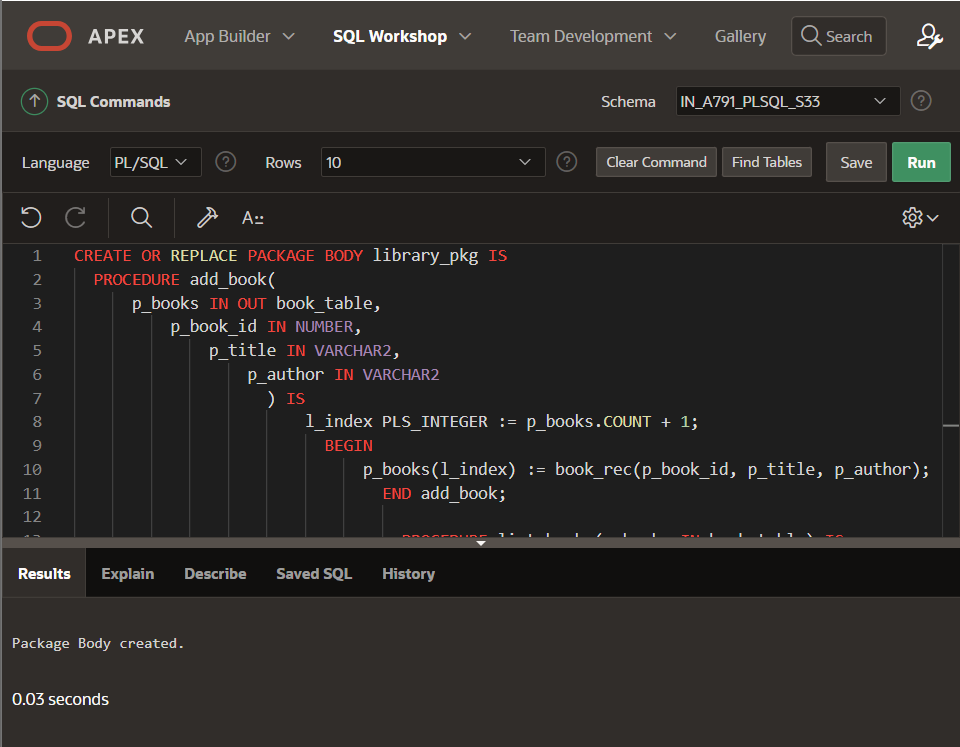 APEX App Builder SQL Workshop Team Development Gallery Search
SQL Commands Schema IN_A791_PLSQL_S33 ?
Language PL/SQL ? Rows 10 ? Clear Command Find Tables Save Run
A::
1 CREATE OR REPLACE PACKAGE BODY library_pkg IS
2 PROCEDURE add_book(
3 p_books IN OUT book_table,
4 p_book_id IN NUMBER,
5 p_title IN VARCHAR2,
6 p_author IN VARCHAR2
7 ) IS
8 l_index PLS_INTEGER := p_books.COUNT + 1;
9 BEGIN
10 p_books(l_index) := book_rec(p_book_id, p_title, p_author);
11 END add_book;
12
Results Explain Describe Saved SQL History
Package Body created.
0.03 seconds